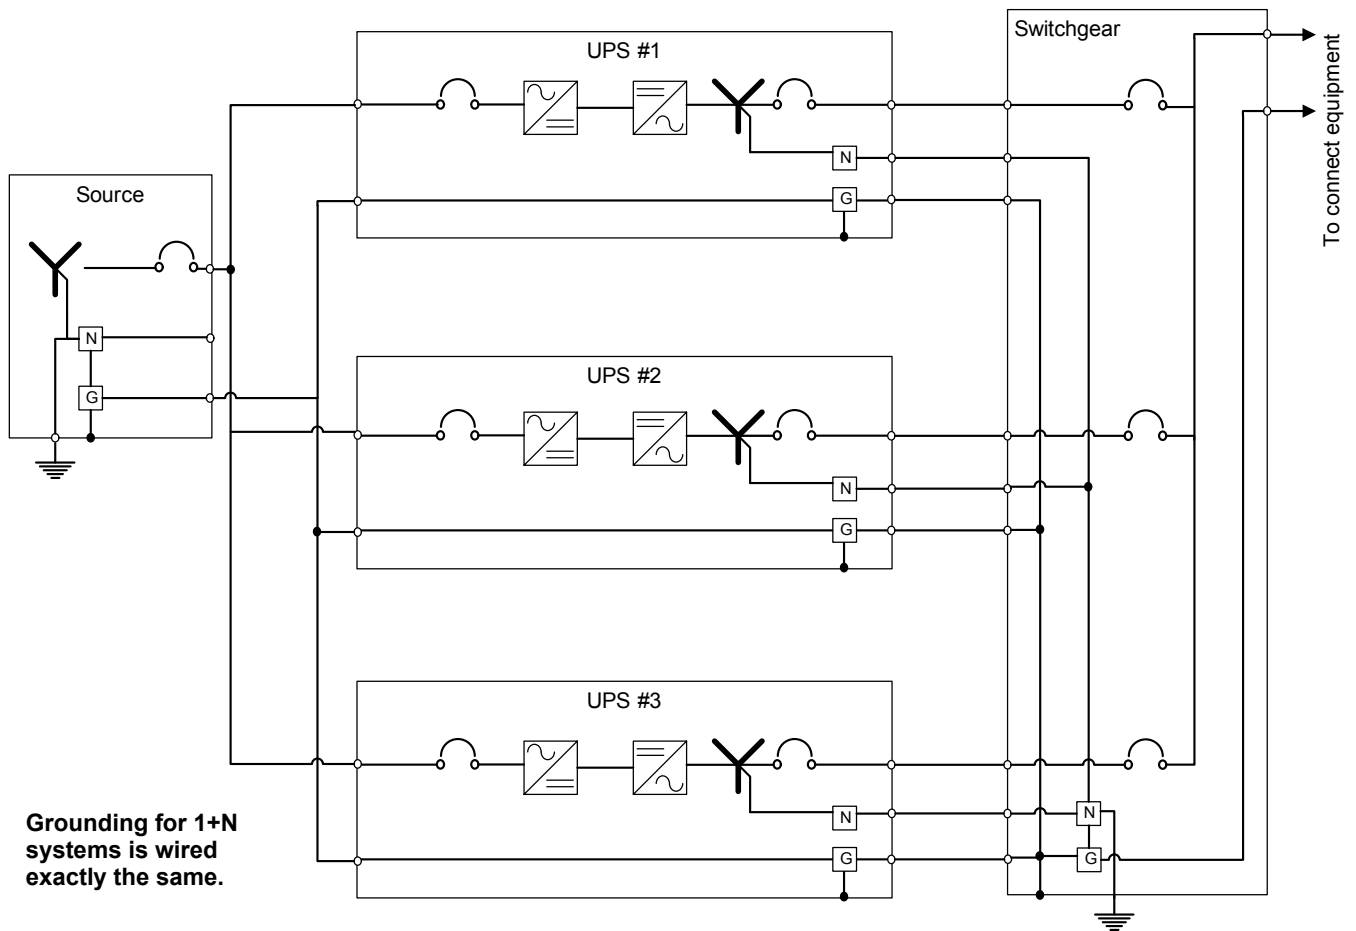 UPS #1
Switchgear
To connect equipment
N
G
Source
N
G
UPS #2
N
G
UPS #3
N
G
N
G
Grounding for 1+N
systems is wired
exactly the same.